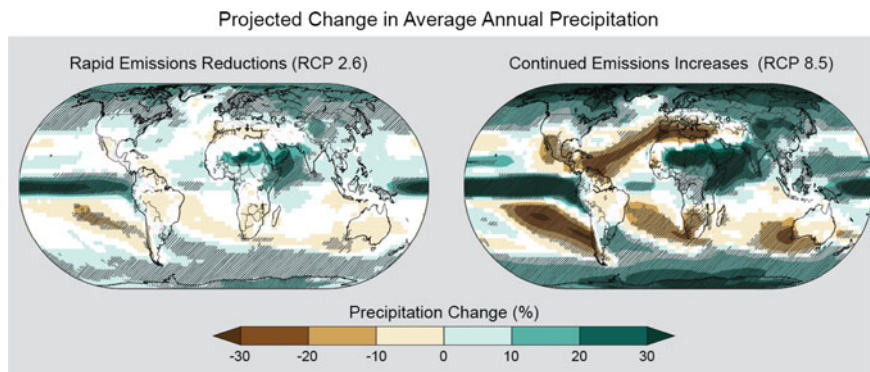 Projected Change in Average Annual Precipitation
Rapid Emissions Reductions (RCP 2.6)
Continued Emissions Increases (RCP 8.5)
Precipitation Change (%)
-30 -20 -10 0 10 20 30